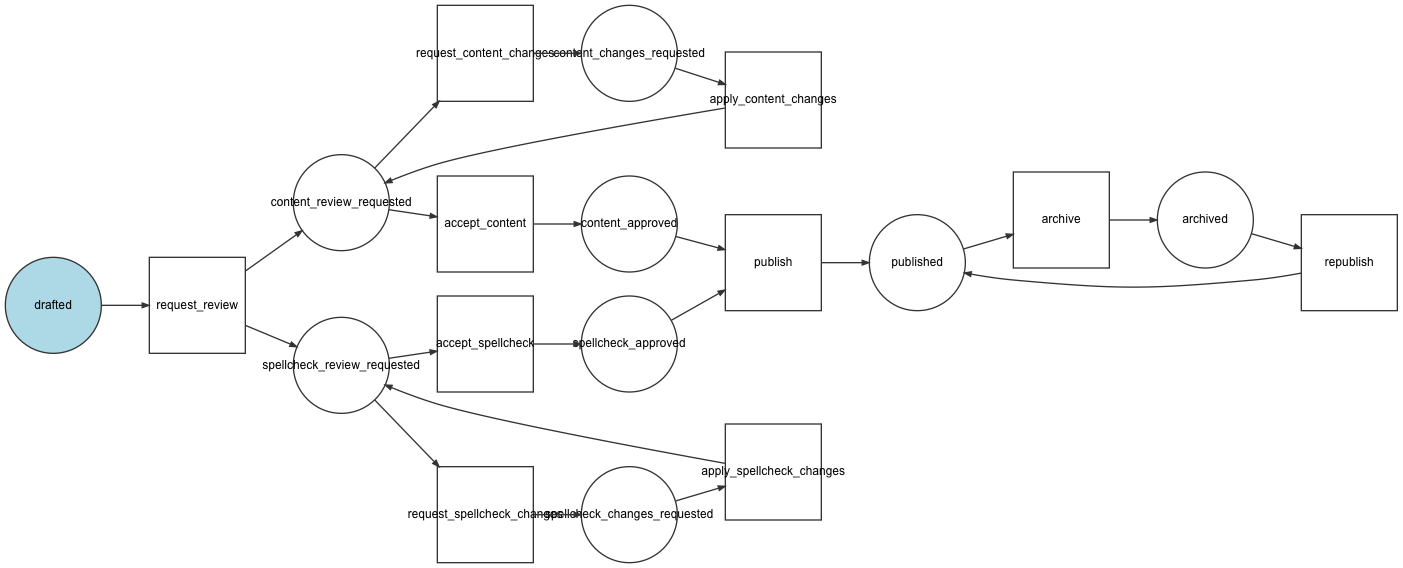 request_content_changes
content_changes_requested
apply_content_changes
content_review_requested
accept_content
content_approved
archive
archived
publish
published
republish
drafted
request_review
accept_spellcheck
spellcheck_approved
spellcheck_review_requested
apply_spellcheck_changes
request_spellcheck_changes
spellcheck_changes_requested